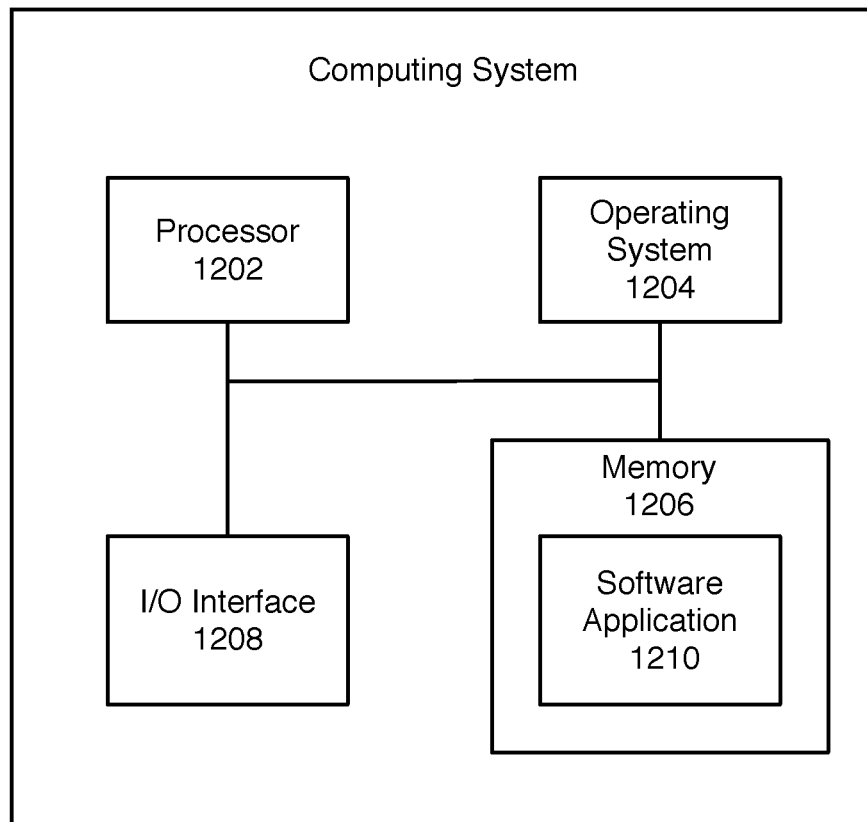 Computing System
Processor
1202
Operating
System
1204
Memory
1206
I/O Interface
1208
Software
Application
1210